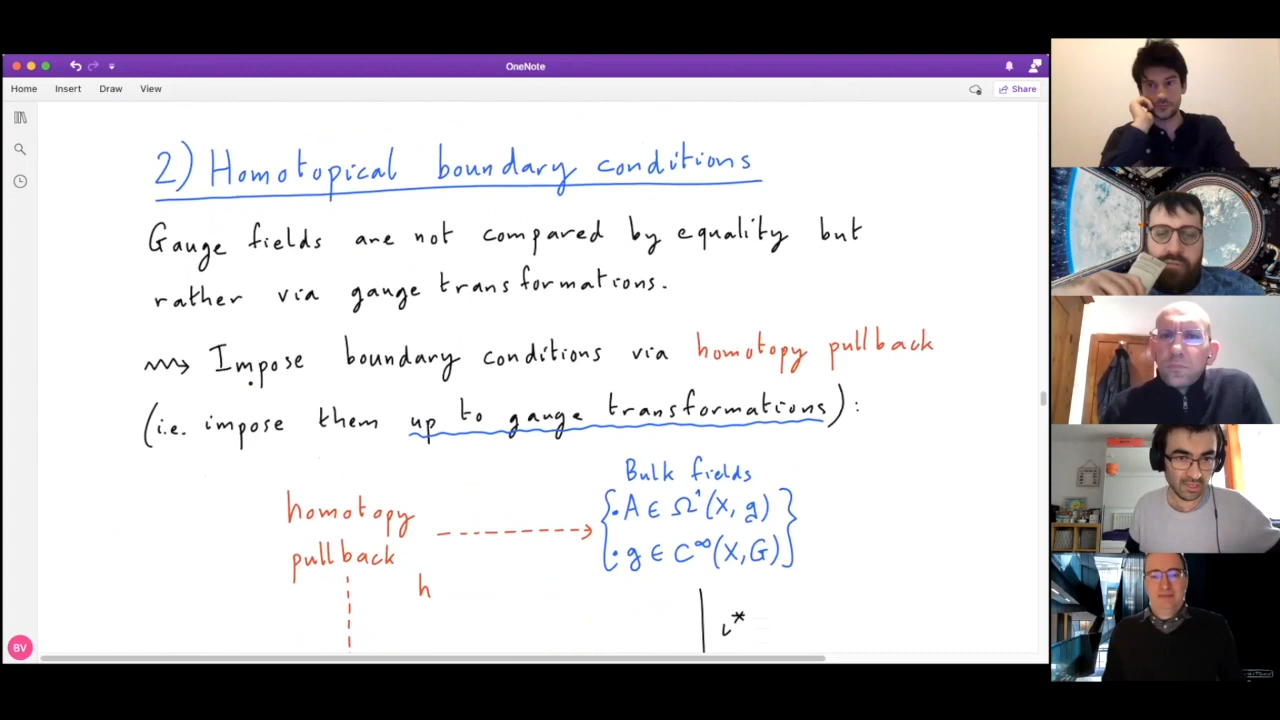 OneNote
Home Insert Draw View Share
2) Homotopical boundary conditions
Gauge fields are not compared by equality but
rather via gauge transformations.
⇝ Impose boundary conditions via homotopy pullback
(i.e. impose them up to gauge transformations):
Bulk fields
homotopy
pullback
{• A ∈ Ω¹(X, g)
• g ∈ C^∞(X, G)}
h
i*
BV